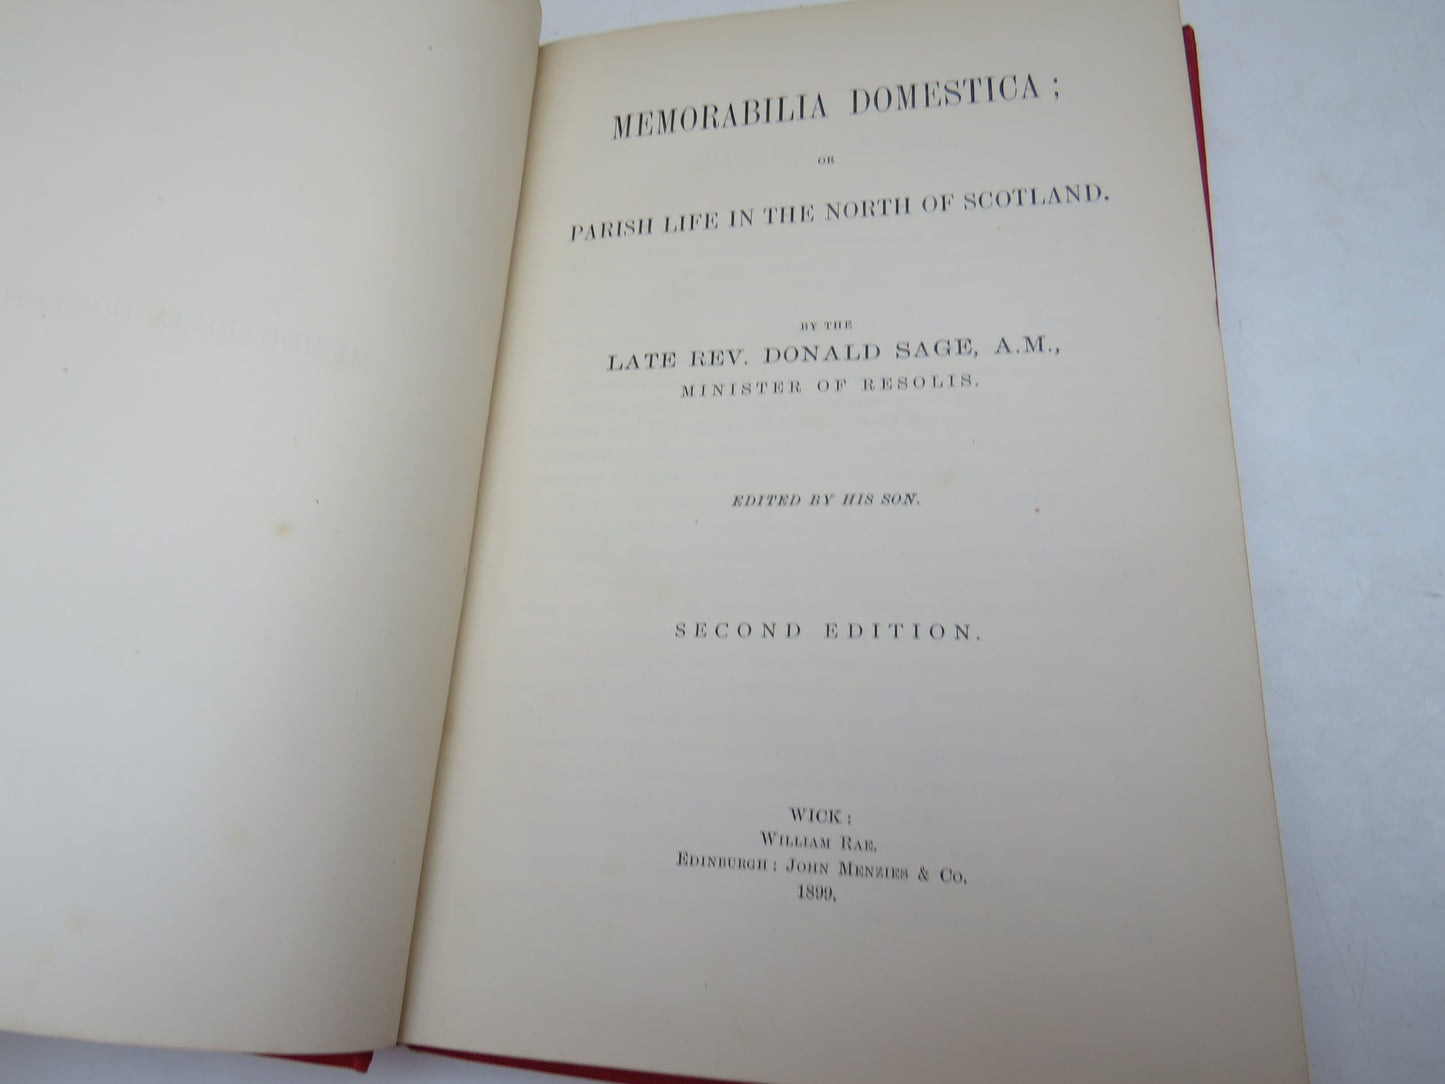 MEMORABILIA DOMESTICA;
OR
PARISH LIFE IN THE NORTH OF SCOTLAND.
BY THE
LATE REV. DONALD SAGE, A.M.,
MINISTER OF RESOLIS.
EDITED BY HIS SON.
SECOND EDITION.
WICK:
WILLIAM RAE.
EDINBURGH: JOHN MENZIES & CO.
1899.